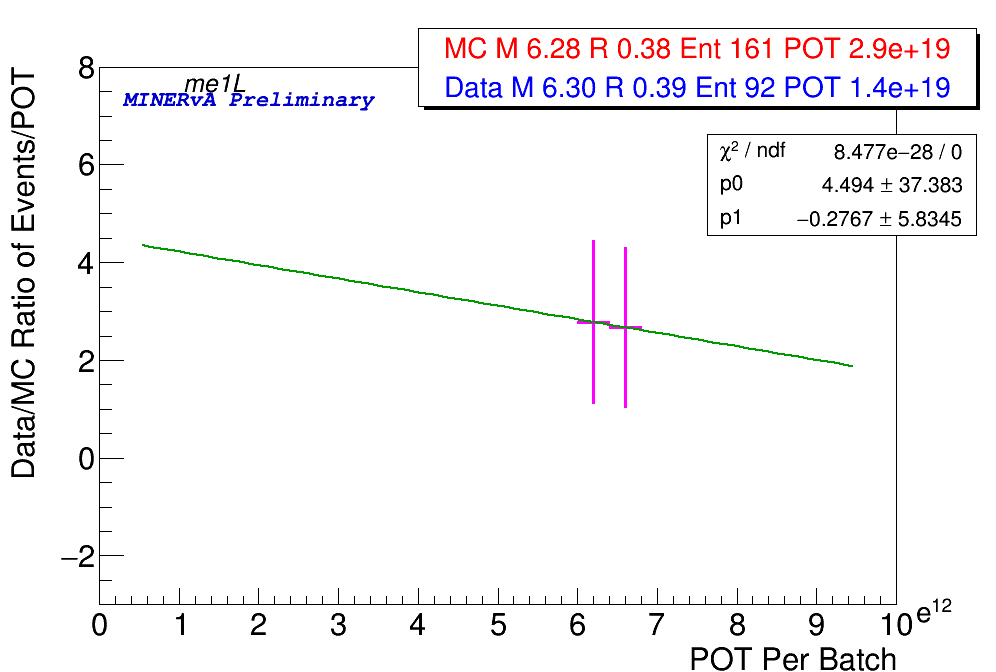 MC M 6.28 R 0.38 Ent 161 POT 2.9e+19
Data M 6.30 R 0.39 Ent 92 POT 1.4e+19
me1L
MINERvA Preliminary
χ² / ndf 8.477e−28 / 0
p0 4.494 ± 37.383
p1 −0.2767 ± 5.8345
Data/MC Ratio of Events/POT
8
6
4
2
0
−2
0 1 2 3 4 5 6 7 8 9 10 e¹²
POT Per Batch